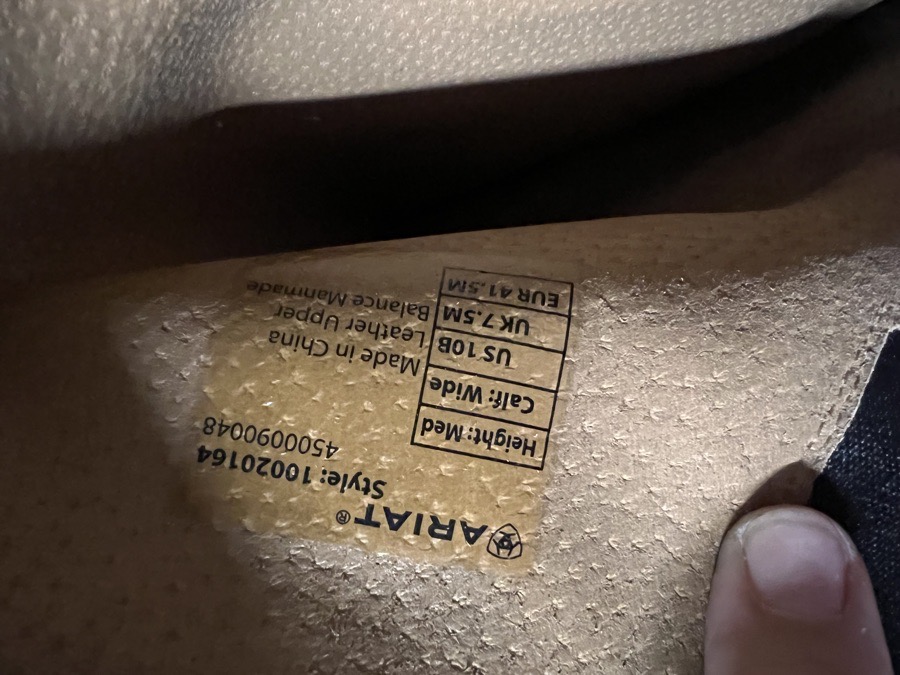 ARIAT®
Style: 10020164
4500090048
Height: Med
Calf: Wide
US 10B
UK 7.5M
EUR 41.5M
Made in China
Leather Upper
Balance Manmade